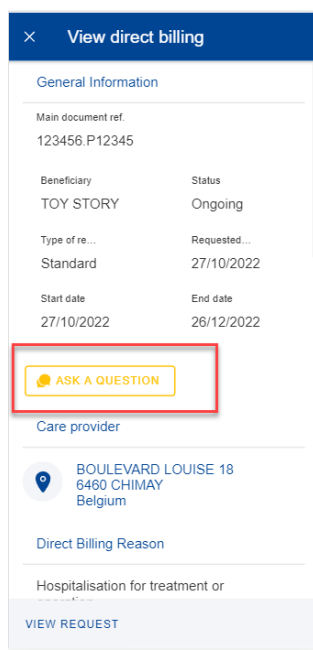 × View direct billing
General Information
Main document ref.
123456.P12345
Beneficiary Status
TOY STORY Ongoing
Type of re... Requested...
Standard 27/10/2022
Start date End date
27/10/2022 26/12/2022
ASK A QUESTION
Care provider
BOULEVARD LOUISE 18
6460 CHIMAY
Belgium
Direct Billing Reason
Hospitalisation for treatment or
VIEW REQUEST